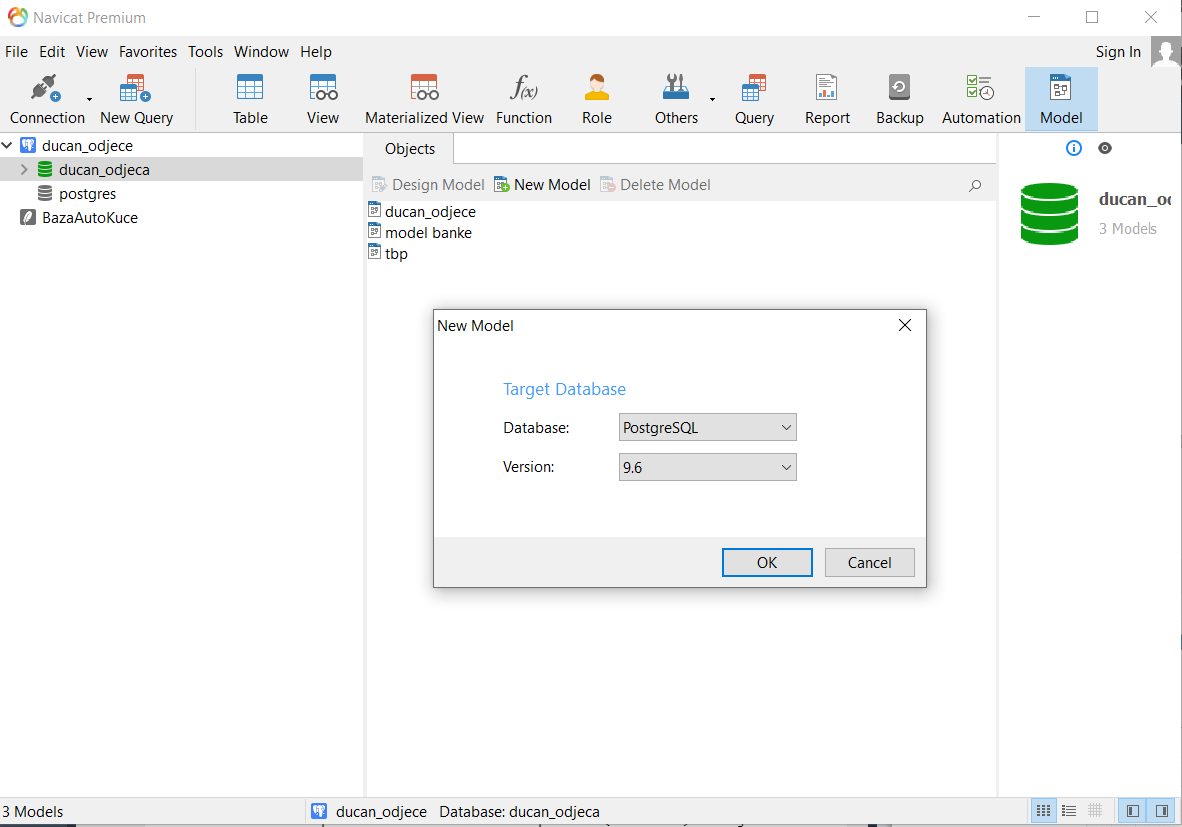 Navicat Premium
File Edit View Favorites Tools Window Help Sign In
Connection New Query Table View Materialized View Function Role Others Query Report Backup Automation Model
ducan_odjece
ducan_odjeca
postgres
BazaAutoKuce
Objects
Design Model New Model Delete Model
ducan_odjece
model banke
tbp
New Model
Target Database
Database: PostgreSQL
Version: 9.6
OK Cancel
3 Models
3 Models ducan_odjece Database: ducan_odjeca